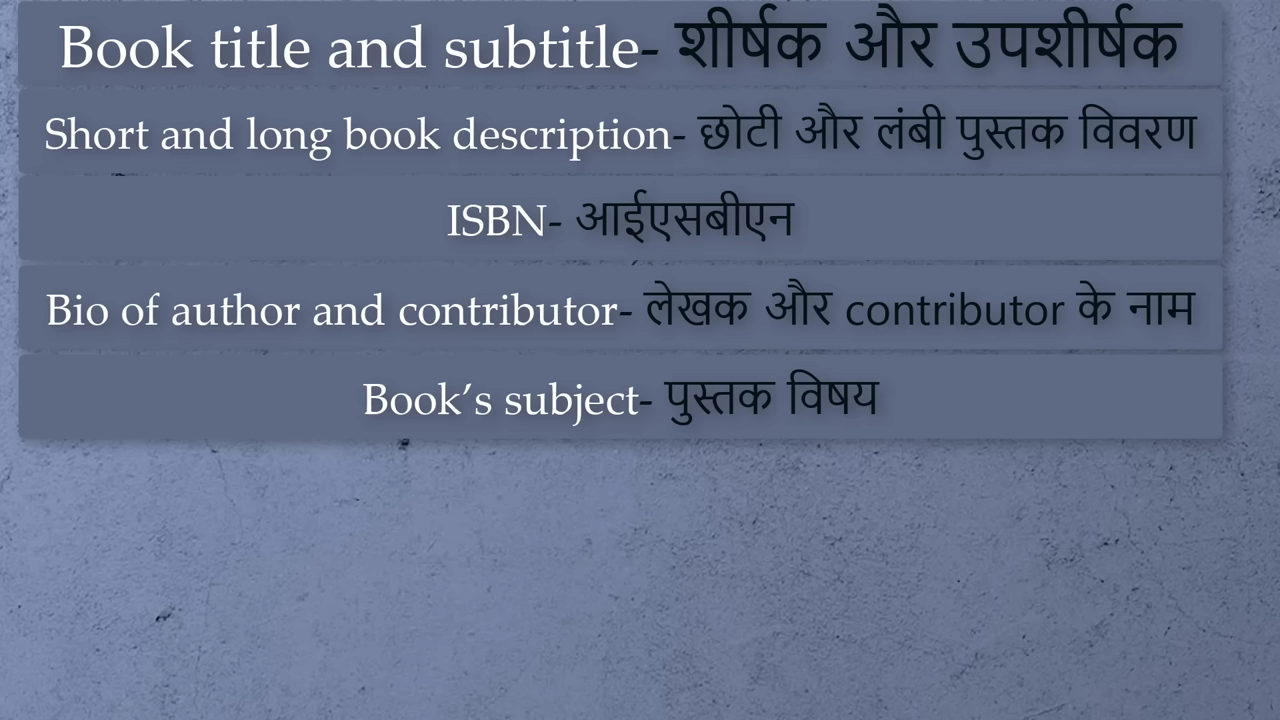 Book title and subtitle- शीर्षक और उपशीर्षक
Short and long book description- छोटी और लंबी पुस्तक विवरण
ISBN- आईएसबीएन
Bio of author and contributor- लेखक और contributor के नाम
Book’s subject- पुस्तक विषय